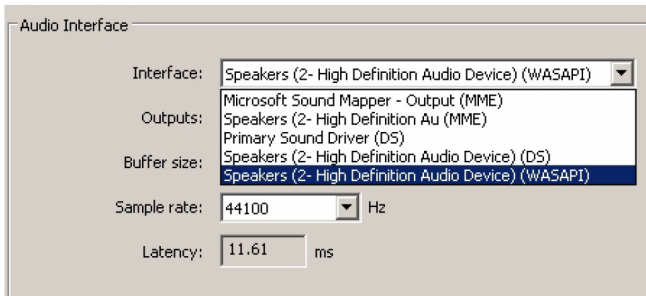 Audio Interface
Interface: Speakers (2- High Definition Audio Device) (WASAPI)
Microsoft Sound Mapper - Output (MME)
Outputs: Speakers (2- High Definition Au (MME)
Primary Sound Driver (DS)
Buffer size: Speakers (2- High Definition Audio Device) (DS)
Speakers (2- High Definition Audio Device) (WASAPI)
Sample rate: 44100 Hz
Latency: 11.61 ms